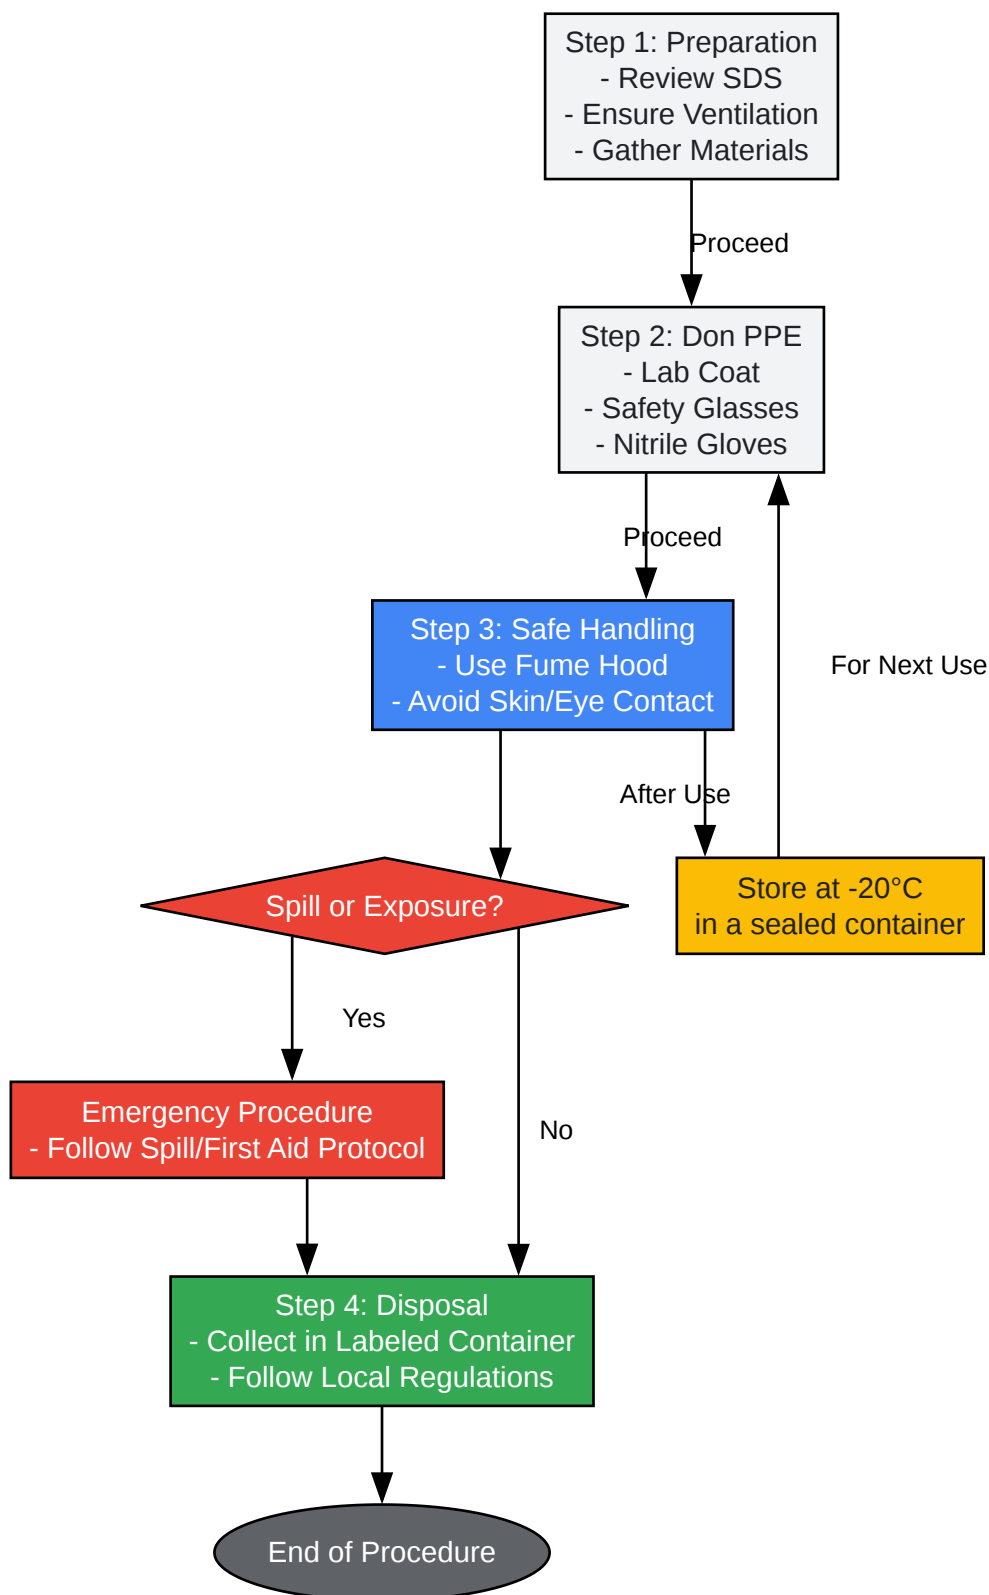 Step 1: Preparation
- Review SDS
- Ensure Ventilation
- Gather Materials
Proceed
Step 2: Don PPE
- Lab Coat
- Safety Glasses
- Nitrile Gloves
Proceed
Step 3: Safe Handling
- Use Fume Hood
- Avoid Skin/Eye Contact
For Next Use
After Use
Spill or Exposure?
Store at -20°C
in a sealed container
Yes
Emergency Procedure
- Follow Spill/First Aid Protocol
No
Step 4: Disposal
- Collect in Labeled Container
- Follow Local Regulations
End of Procedure